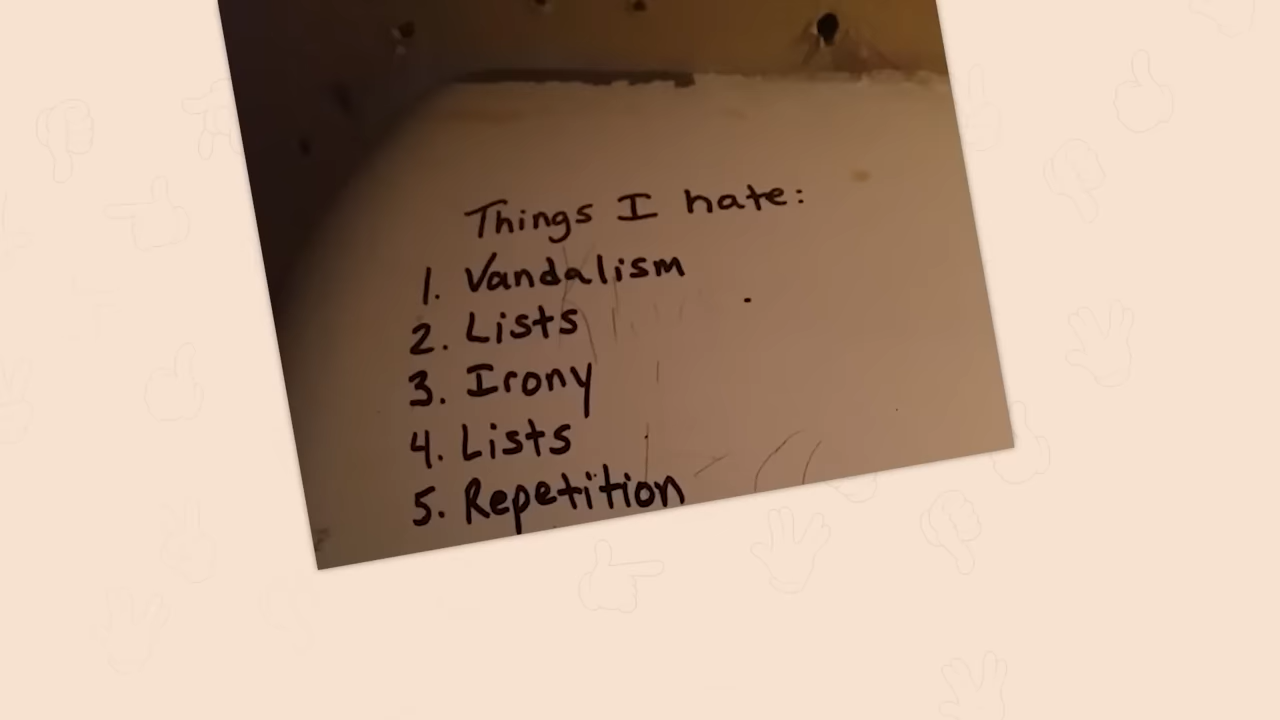 Things I hate:
1. Vandalism
2. Lists
3. Irony
4. Lists
5. Repetition